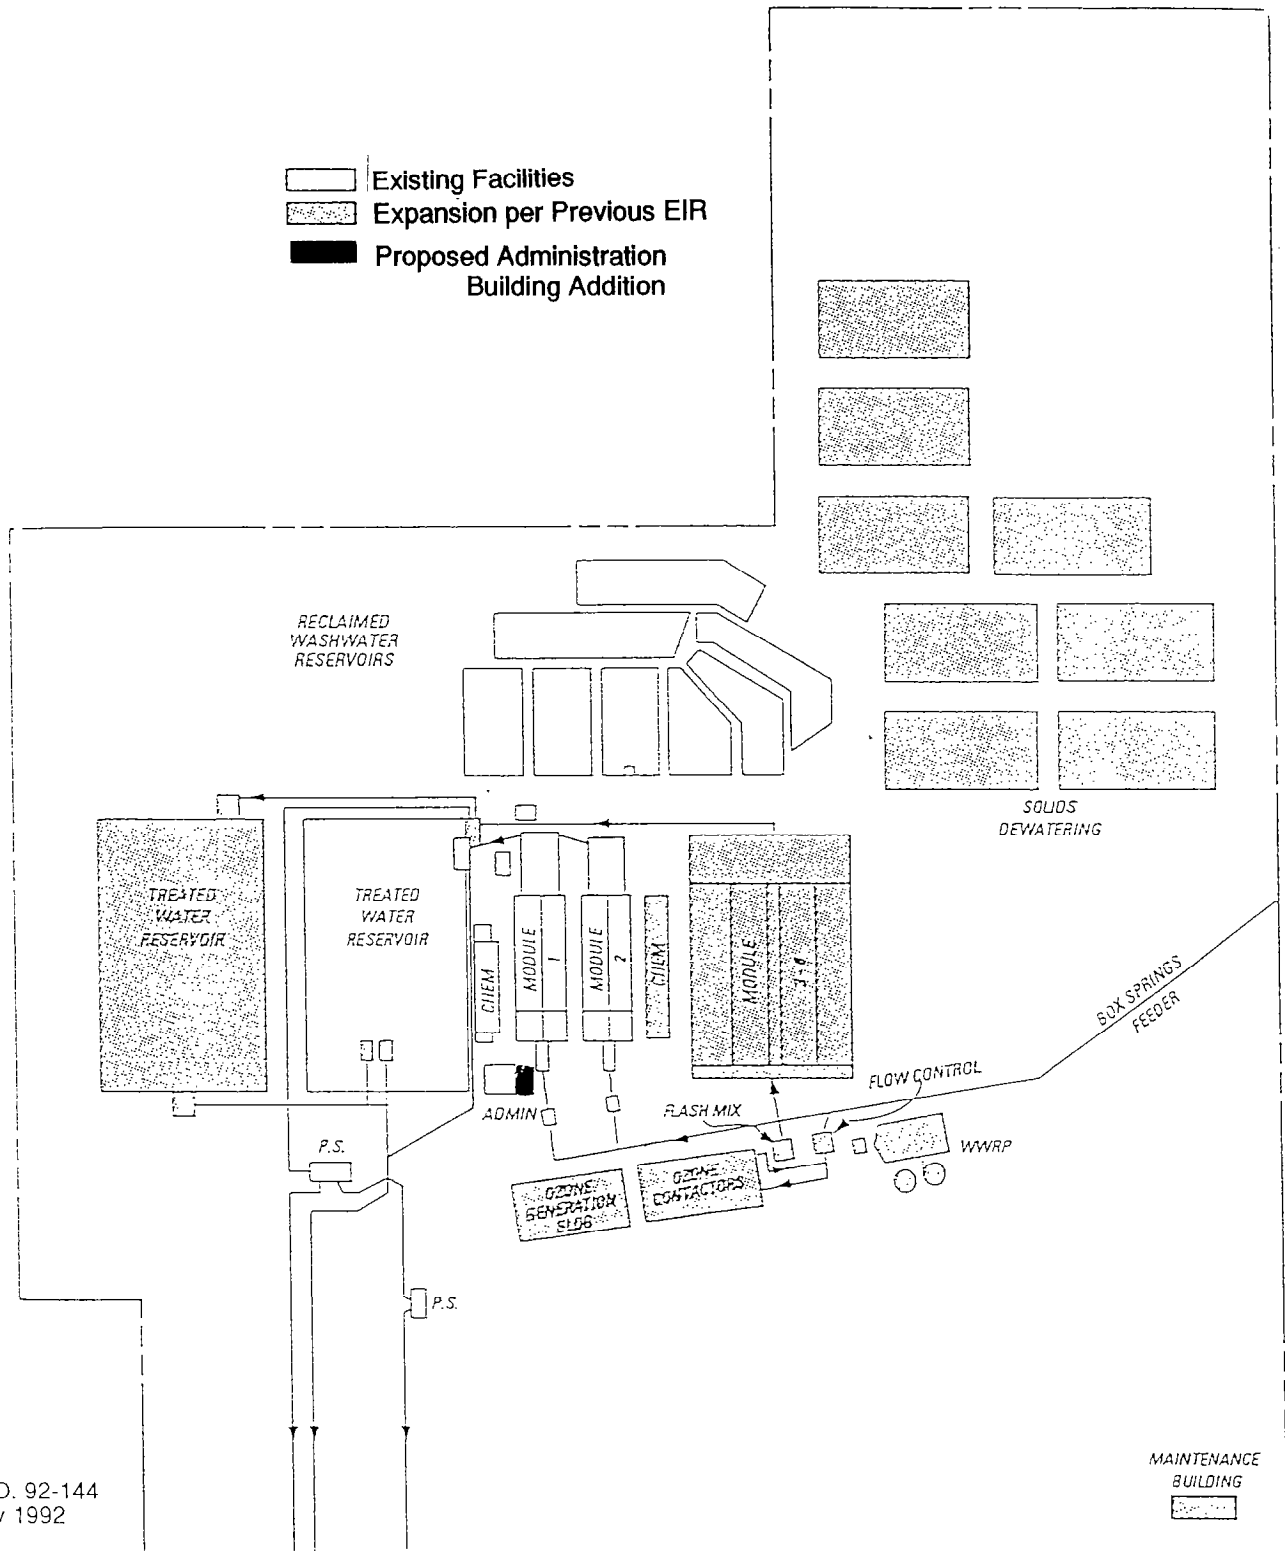 Existing Facilities
Expansion per Previous EIR
Proposed Administration
Building Addition
RECLAIMED
WASHWATER
RESERVOIRS
SOLIDS
DEWATERING
TREATED
WATER
RESERVOIR
TREATED
WATER
RESERVOIR
CHEM
MODULE
1
MODULE
2
CHEM
MODULE
BOX SPRINGS
FEEDER
ADMIN
FLASH MIX
FLOW CONTROL
P.S.
WWRP
OZONE
GENERATION
BLDG
OZONE
CONTACTORS
P.S.
MAINTENANCE
BUILDING
92-144
1992